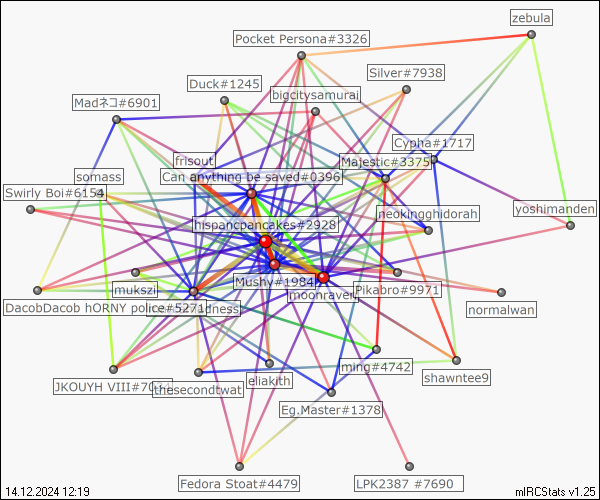 zebula
Pocket Persona#3326
Silver#7938
Duck#1245
bigcitysamurai
Madネコ#6901
Cypha#1717
frisout
Majestic#3375
somass
Can anything be saved#0396
Swirly Boi#6154
yoshimanden
neokingghidorah
hispancpancakes#2928
Mushy#1984
mukszi
moonraven
Pikabro#9971
DacobDacob hORNY police#5271
dness
normalwan
ming#4742
shawntee9
eliakith
JKOUYH VIII#70
thesecondtwat
Eg.Master#1378
Fedora Stoat#4479
LPK2387 #7690
14.12.2024 12:19
mIRCStats v1.25